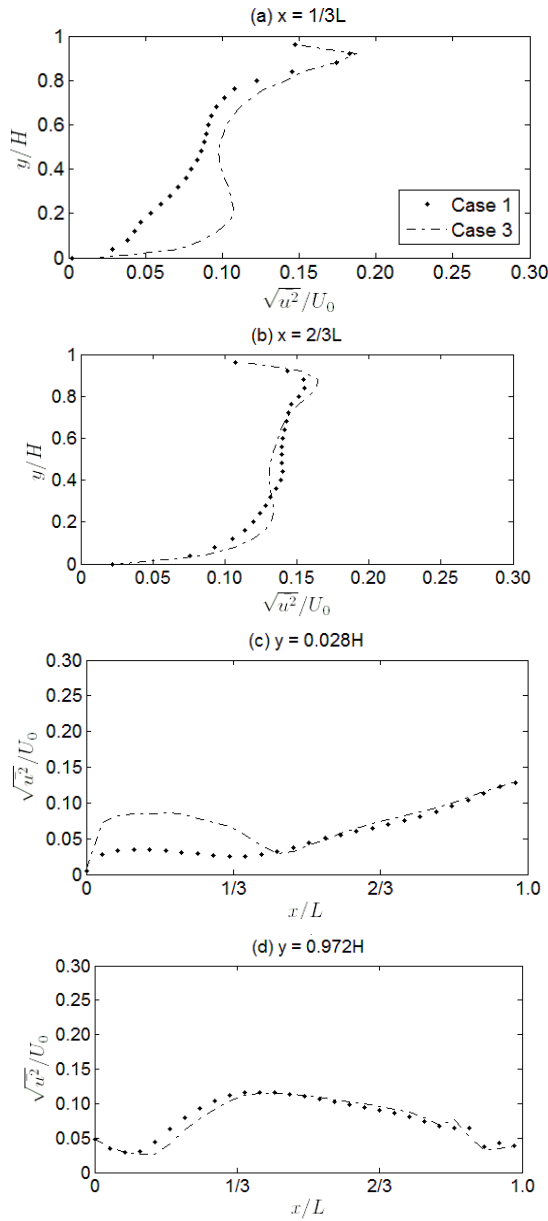 (a) x = 1/3L
1
0.8
0.6
0.4
0.2
0
y/H
0 0.05 0.10 0.15 0.20 0.25 0.30
√u²/U₀
Case 1
Case 3
(b) x = 2/3L
1
0.8
0.6
0.4
0.2
0
y/H
0 0.05 0.10 0.15 0.20 0.25 0.30
√u²/U₀
(c) y = 0.028H
0.30
0.25
0.20
0.15
0.10
0.05
0
√u²/U₀
0 1/3 2/3 1.0
x/L
(d) y = 0.972H
0.30
0.25
0.20
0.15
0.10
0.05
0
√u²/U₀
0 1/3 2/3 1.0
x/L